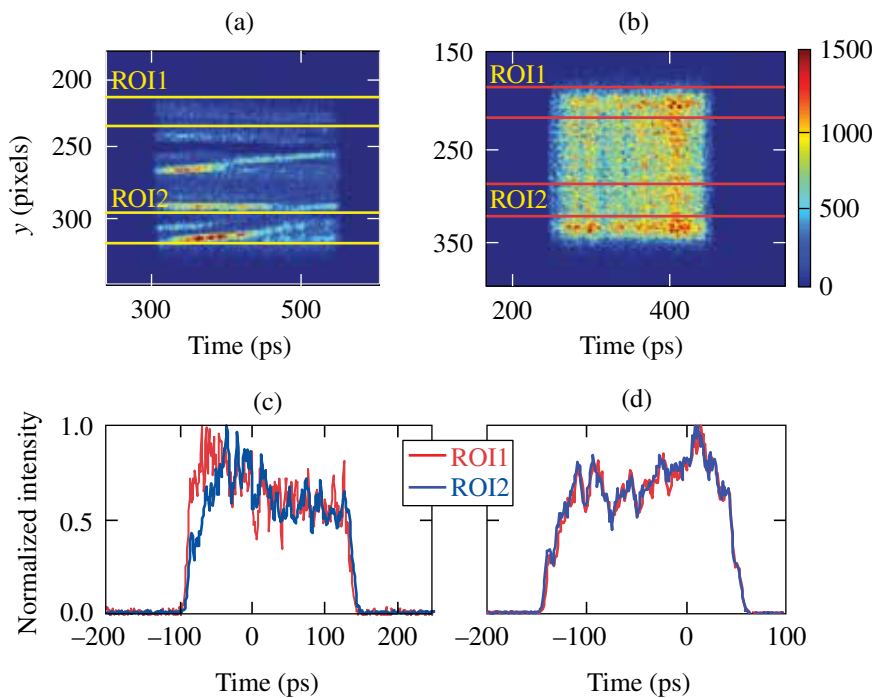 (a)
ROI1
ROI2
200
250
300
y (pixels)
300
500
Time (ps)
(b)
ROI1
ROI2
150
250
350
200
400
Time (ps)
1500
1000
500
0
(c)
Normalized intensity
1.0
0.5
0.0
−200
−100
0
100
200
Time (ps)
ROI1
ROI2
(d)
−200
−100
0
100
Time (ps)